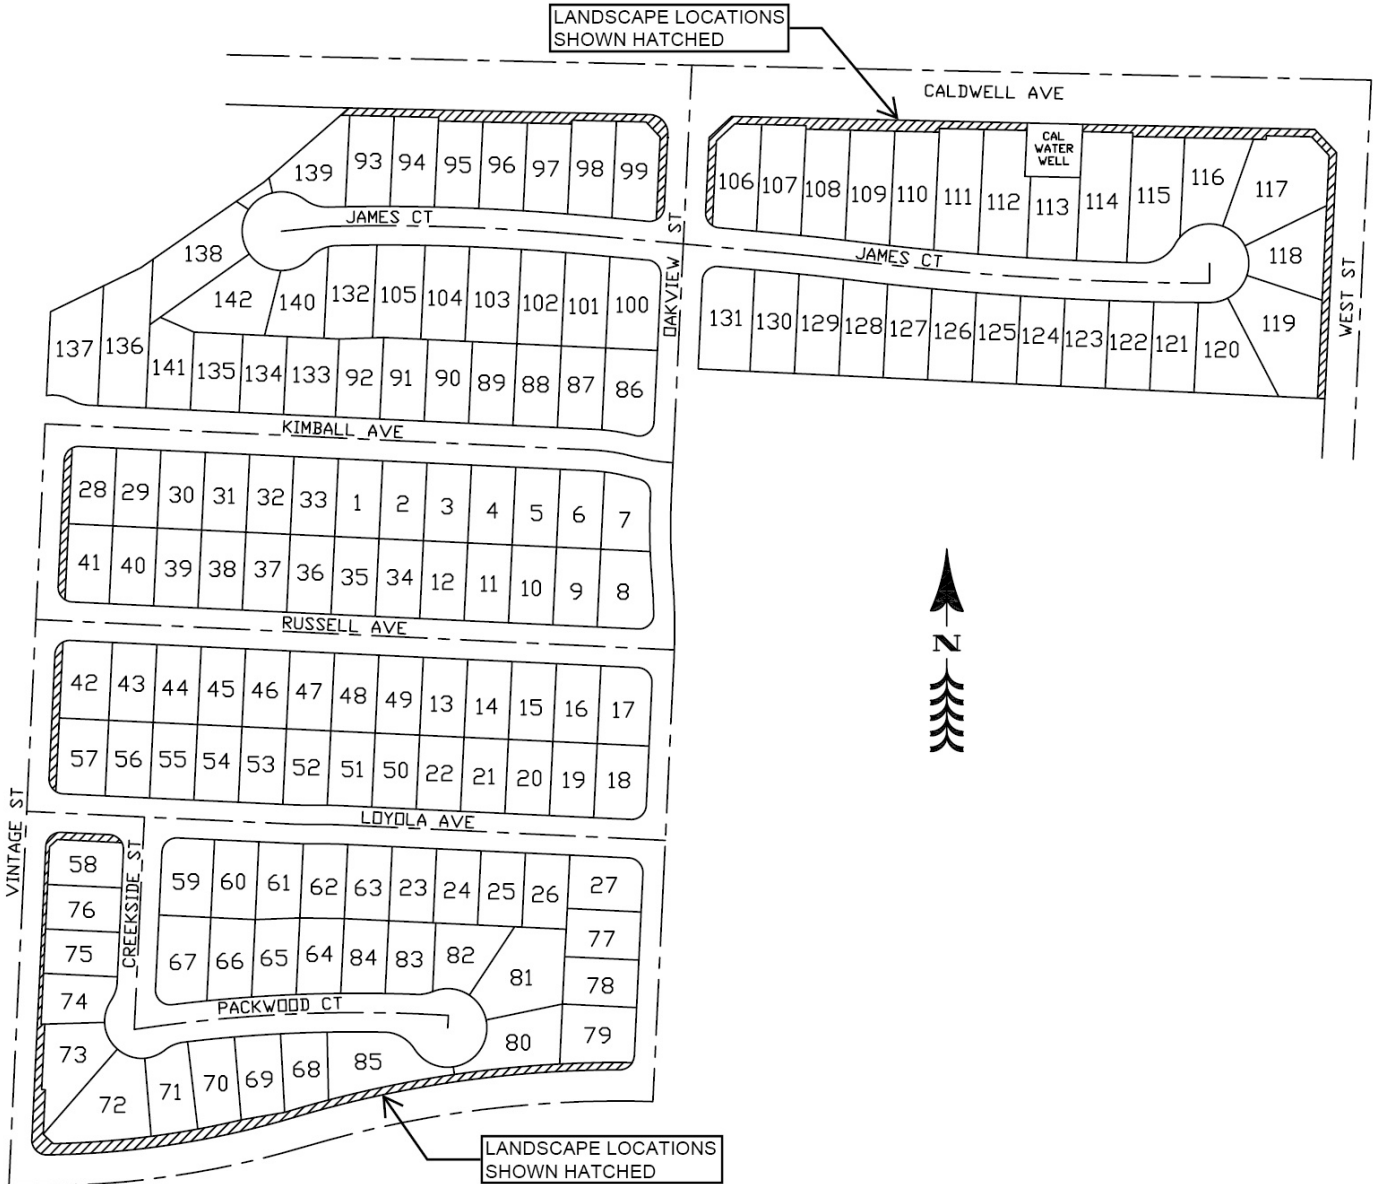 LANDSCAPE LOCATIONS
SHOWN HATCHED
CALDWELL AVE
CAL
WATER
WELL
139 93 94 95 96 97 98 99
106 107 108 109 110 111 112 113 114 115 116 117
JAMES CT
OAKVIEW ST
JAMES CT
118
WEST ST
138
142 140 132 105 104 103 102 101 100
131 130 129 128 127 126 125 124 123 122 121 120 119
137 136 141 135 134 133 92 91 90 89 88 87 86
KIMBALL AVE
28 29 30 31 32 33 1 2 3 4 5 6 7
41 40 39 38 37 36 35 34 12 11 10 9 8
N
RUSSELL AVE
42 43 44 45 46 47 48 49 13 14 15 16 17
57 56 55 54 53 52 51 50 22 21 20 19 18
VINTAGE ST
LOYOLA AVE
58
CREEKSIDE ST
59 60 61 62 63 23 24 25 26 27
76
77
75
67 66 65 64 84 83 82 81 78
74
PACKWOOD CT
73
80 79
72 71 70 69 68 85
LANDSCAPE LOCATIONS
SHOWN HATCHED